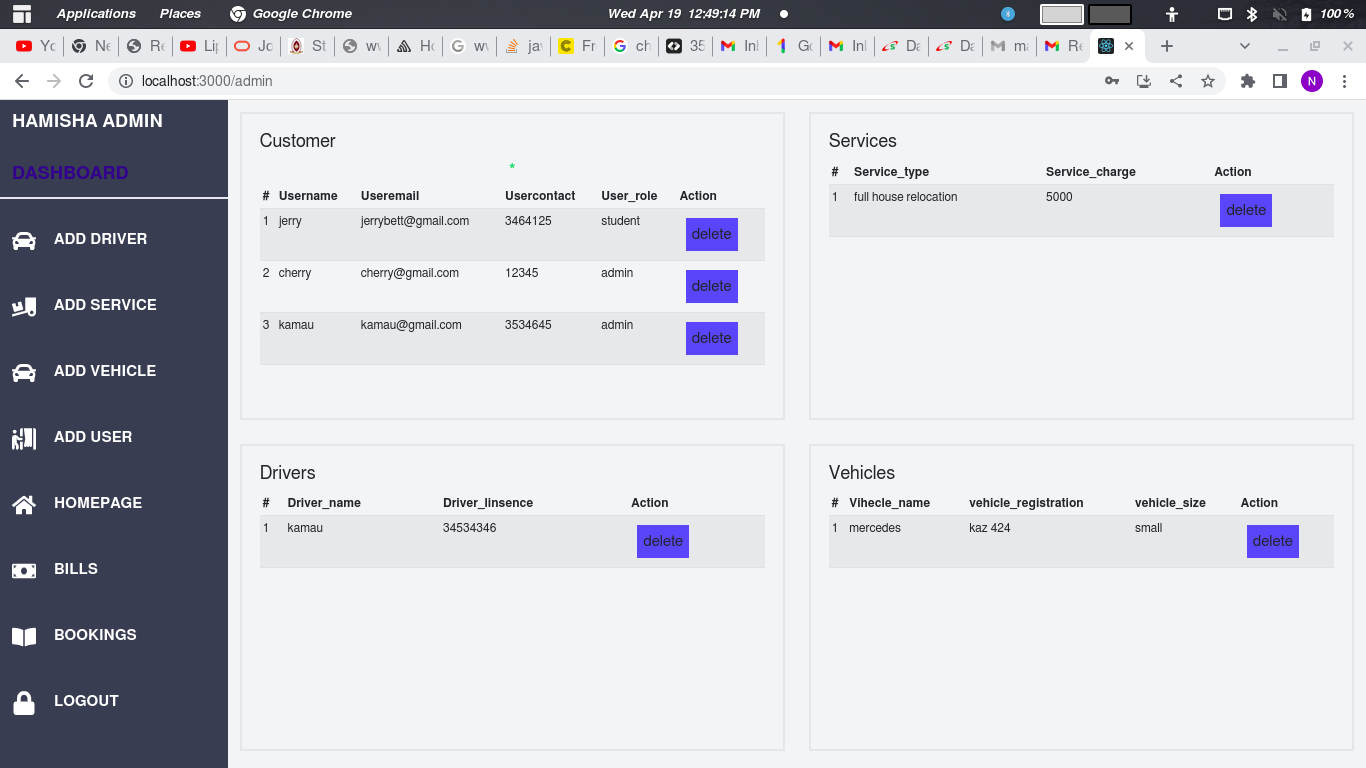 Applications Places Google Chrome Wed Apr 19 12:49:14 PM 100 %
Yo Ne Re Lip Jo St wv Ho wv jav Fr ch 35 Inl Go Inl Da Da ma Re
localhost:3000/admin N
HAMISHA ADMIN
DASHBOARD
ADD DRIVER
ADD SERVICE
ADD VEHICLE
ADD USER
HOMEPAGE
BILLS
BOOKINGS
LOGOUT
Customer
*
# Username Useremail Usercontact User_role Action
1 jerry jerrybett@gmail.com 3464125 student delete
2 cherry cherry@gmail.com 12345 admin delete
3 kamau kamau@gmail.com 3534645 admin delete
Services
# Service_type Service_charge Action
1 full house relocation 5000 delete
Drivers
# Driver_name Driver_linsence Action
1 kamau 34534346 delete
Vehicles
# Vihecle_name vehicle_registration vehicle_size Action
1 mercedes kaz 424 small delete